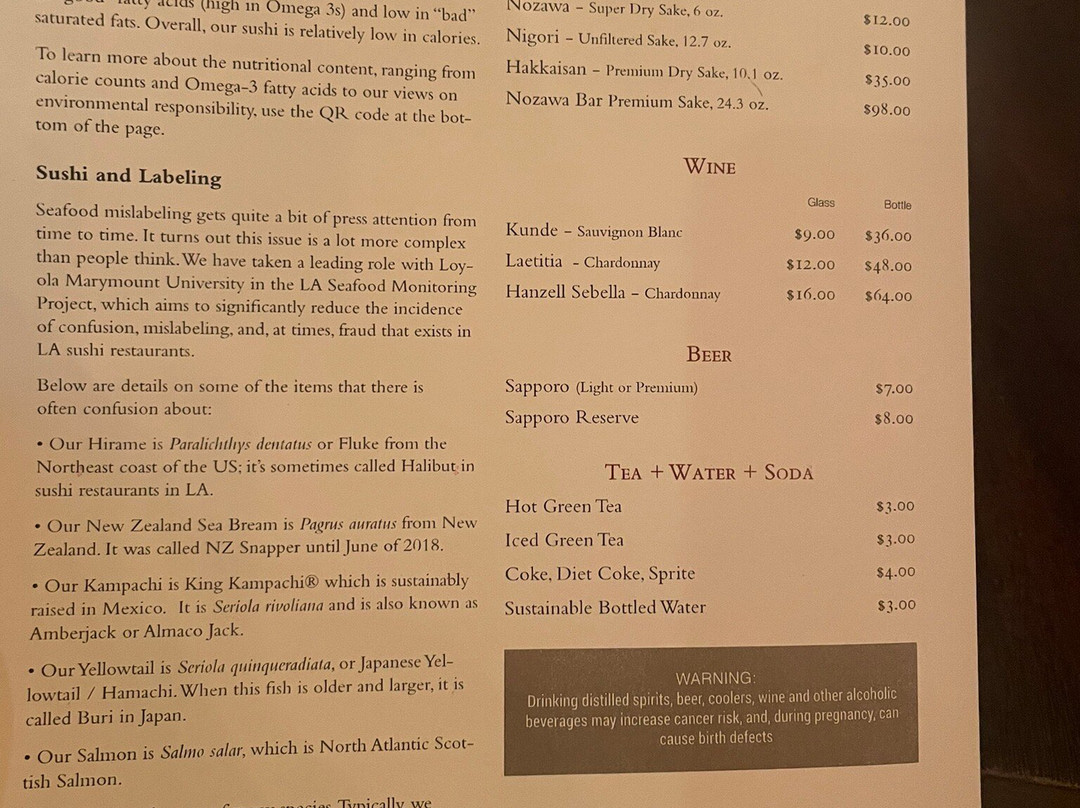 fatty acids (high in Omega 3s) and low in “bad”
saturated fats. Overall, our sushi is relatively low in calories.
To learn more about the nutritional content, ranging from
calorie counts and Omega-3 fatty acids to our views on
environmental responsibility, use the QR code at the bot-
tom of the page.
Sushi and Labeling
Seafood mislabeling gets quite a bit of press attention from
time to time. It turns out this issue is a lot more complex
than people think. We have taken a leading role with Loy-
ola Marymount University in the LA Seafood Monitoring
Project, which aims to significantly reduce the incidence
of confusion, mislabeling, and, at times, fraud that exists in
LA sushi restaurants.
Below are details on some of the items that there is
often confusion about:
• Our Hirame is Paralichthys dentatus or Fluke from the
Northeast coast of the US; it’s sometimes called Halibut in
sushi restaurants in LA.
• Our New Zealand Sea Bream is Pagrus auratus from New
Zealand. It was called NZ Snapper until June of 2018.
• Our Kampachi is King Kampachi® which is sustainably
raised in Mexico. It is Seriola rivoliana and is also known as
Amberjack or Almaco Jack.
• Our Yellowtail is Seriola quinqueradiata, or Japanese Yel-
lowtail / Hamachi. When this fish is older and larger, it is
called Buri in Japan.
• Our Salmon is Salmo salar, which is North Atlantic Scot-
tish Salmon.
Typically we
Nozawa – Super Dry Sake, 6 oz. $12.00
Nigori – Unfiltered Sake, 12.7 oz. $10.00
Hakkaisan – Premium Dry Sake, 10.1 oz. $35.00
Nozawa Bar Premium Sake, 24.3 oz. $98.00
WINE
Glass Bottle
Kunde – Sauvignon Blanc $9.00 $36.00
Laetitia - Chardonnay $12.00 $48.00
Hanzell Sebella – Chardonnay $16.00 $64.00
BEER
Sapporo (Light or Premium) $7.00
Sapporo Reserve $8.00
TEA + WATER + SODA
Hot Green Tea $3.00
Iced Green Tea $3.00
Coke, Diet Coke, Sprite $4.00
Sustainable Bottled Water $3.00
WARNING:
Drinking distilled spirits, beer, coolers, wine and other alcoholic
beverages may increase cancer risk, and, during pregnancy, can
cause birth defects